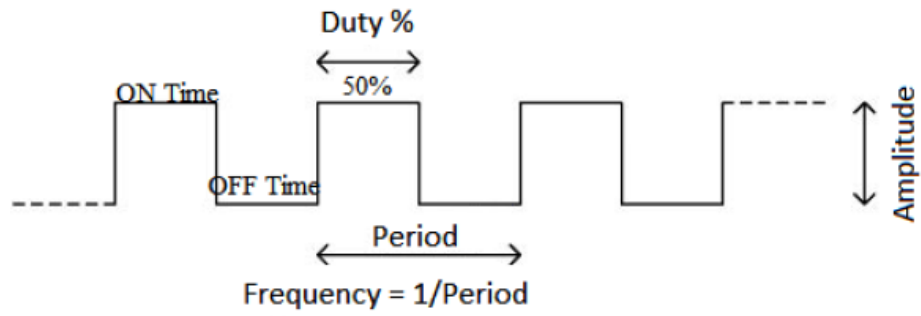 Duty %
50%
ON Time
OFF Time
Amplitude
Period
Frequency = 1/Period